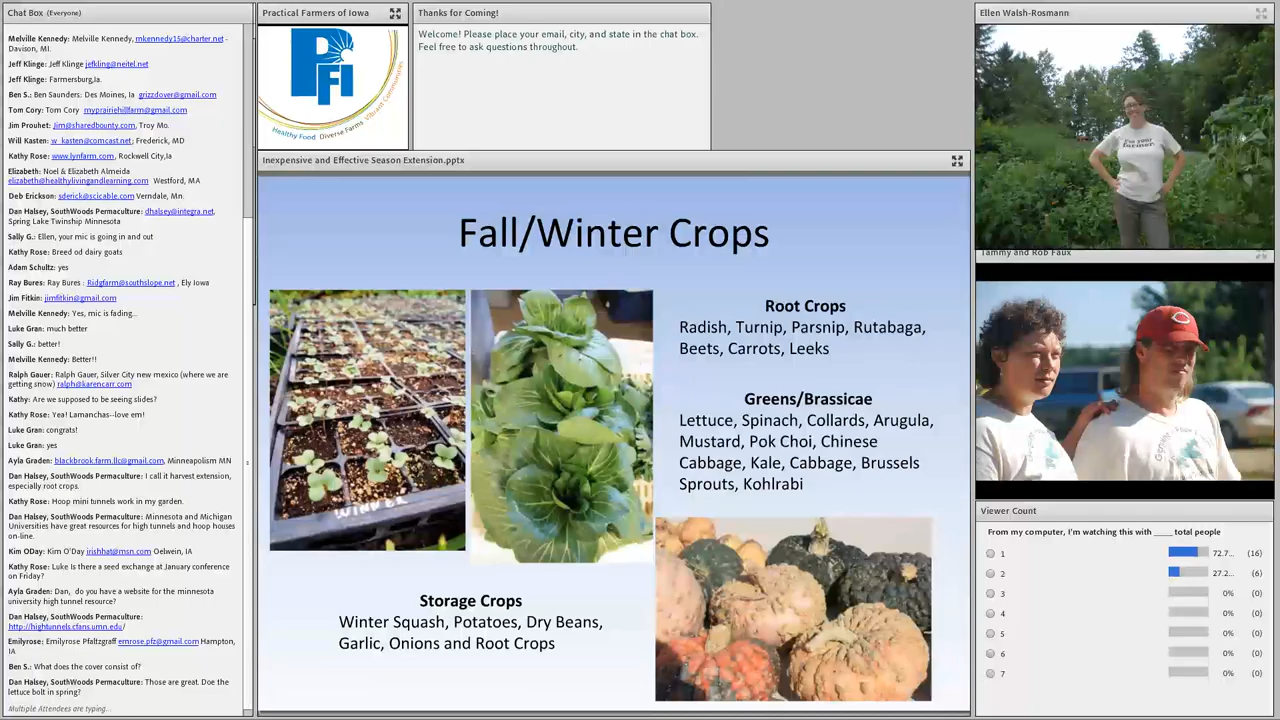 Chat Box (Everyone)
Melville Kennedy: Melville Kennedy, mkennedy15@charter.net -
Davison, MI.
Jeff Klinge: Jeff Klinge jefkling@neitel.net
Jeff Klinge: Farmersburg,Ia.
Ben S.: Ben Saunders: Des Moines, Ia grizzdover@gmail.com
Tom Cory: Tom Cory myprairiehillfarm@gmail.com
Jim Prouhet: Jim@sharedbounty.com, Troy Mo.
Will Kasten: w_kasten@comcast.net; Frederick, MD
Kathy Rose: www.lynfarm.com, Rockwell City,Ia
Elizabeth: Noel & Elizabeth Almeida
elizabeth@healthylivingandlearning.com Westford, MA
Deb Erickson: sderick@scicable.com Verndale, Mn.
Dan Halsey, SouthWoods Permaculture: dhalsey@integra.net,
Spring Lake Twinship Minnesota
Sally G.: Ellen, your mic is going in and out
Kathy Rose: Breed od dairy goats
Adam Schultz: yes
Ray Bures: Ray Bures : Ridgfarm@southslope.net , Ely Iowa
Jim Fitkin: jimfitkin@gmail.com
Melville Kennedy: Yes, mic is fading...
Luke Gran: much better
Sally G.: better!
Melville Kennedy: Better!!
Ralph Gauer: Ralph Gauer, Silver City new mexico (where we are
getting snow) ralph@karencarr.com
Kathy: Are we supposed to be seeing slides?
Kathy Rose: Yea! Lamanchas--love em!
Luke Gran: congrats!
Luke Gran: yes
Ayla Graden: blackbrook.farm.llc@gmail.com, Minneapolism MN
Dan Halsey, SouthWoods Permaculture: I call it harvest extension,
especially root crops.
Kathy Rose: Hoop mini tunnels work in my garden.
Dan Halsey, SouthWoods Permaculture: Minnesota and Michigan
Universities have great resources for high tunnels and hoop houses
on-line.
Kim ODay: Kim O'Day irishhat@msn.com Oelwein, IA
Kathy Rose: Luke Is there a seed exchange at January conference
on Friday?
Ayla Graden: Dan, do you have a website for the minnesota
university high tunnel resource?
Dan Halsey, SouthWoods Permaculture:
http://hightunnels.cfans.umn.edu/
Emilyrose: Emilyrose Pfaltzgraff emrose.pfz@gmail.com Hampton,
IA
Ben S.: What does the cover consist of?
Dan Halsey, SouthWoods Permaculture: Those are great. Doe the
lettuce bolt in spring?
Multiple Attendees are typing...
Practical Farmers of Iowa
PFI
Healthy Food Diverse Farms Vibrant Communities
Thanks for Coming!
Welcome! Please place your email, city, and state in the chat box.
Feel free to ask questions throughout.
Inexpensive and Effective Season Extension.pptx
Fall/Winter Crops
Root Crops
Radish, Turnip, Parsnip, Rutabaga,
Beets, Carrots, Leeks
Greens/Brassicae
Lettuce, Spinach, Collards, Arugula,
Mustard, Pok Choi, Chinese
Cabbage, Kale, Cabbage, Brussels
Sprouts, Kohlrabi
Storage Crops
Winter Squash, Potatoes, Dry Beans,
Garlic, Onions and Root Crops
Ellen Walsh-Rosmann
I'm your
farmer.
Tammy and Rob Faux
Viewer Count
From my computer, I'm watching this with ____ total people
1 72.7... (16)
2 27.2... (6)
3 0% (0)
4 0% (0)
5 0% (0)
6 0% (0)
7 0% (0)